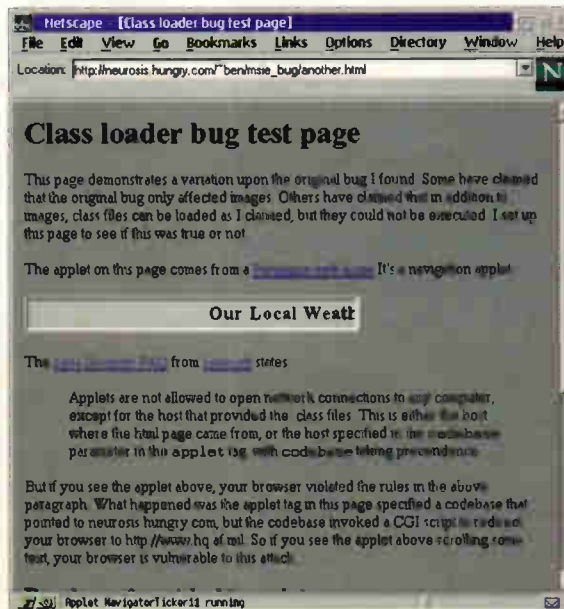 Netscape - [Class loader bug test page]
File Edit View Go Bookmarks Links Options Directory Window Help
Location: http://neurosis.hungry.com/~ben/msie_bug/another.html
N
Class loader bug test page
This page demonstrates a variation upon the original bug I found. Some have claimed
that the original bug only affected images. Others have claimed that in addition to
images, class files can be loaded as I claimed, but they could not be executed. I set up
this page to see if this was true or not.
The applet on this page comes from a It's a navigation applet.
Our Local Weath
The from states
Applets are not allowed to open network connections to any computer,
except for the host that provided the .class files. This is either the host
where the html page came from, or the host specified in the codebase
parameter in the applet tag, with codebase taking precendence.
But if you see the applet above, your browser violated the rules in the above
paragraph. What happened was the applet tag in this page specified a codebase that
pointed to neurosis.hungry.com, but the codebase invoked a CGI script to redirect
your browser to http://www.hq.af.mil. So if you see the applet above scrolling some
text, your browser is vulnerable to this attack.
Applet NavigatorTicker11 running